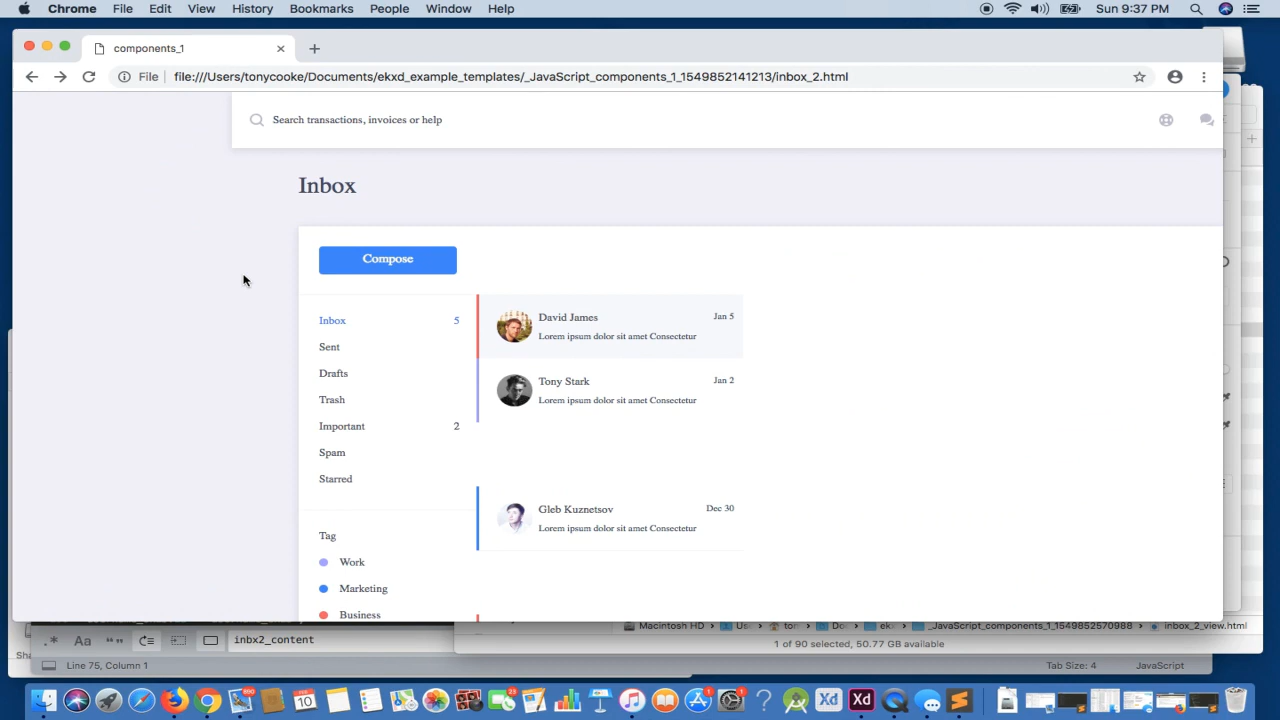 Chrome File Edit View History Bookmarks People Window Help Sun 9:37 PM
components_1
File file:///Users/tonycooke/Documents/ekxd_example_templates/_JavaScript_components_1_1549852141213/inbox_2.html
Search transactions, invoices or help
Inbox
Compose
Inbox 5
Sent
Drafts
Trash
Important 2
Spam
Starred
Tag
Work
Marketing
Business
David James Jan 5
Lorem ipsum dolor sit amet Consectetur
Tony Stark Jan 2
Lorem ipsum dolor sit amet Consectetur
Gleb Kuznetsov Dec 30
Lorem ipsum dolor sit amet Consectetur
.* Aa “” inbx2_content
Macintosh HD _JavaScript_components_1_1549852570988 inbox_2_view.html
1 of 90 selected, 50.77 GB available
Line 75, Column 1 Tab Size: 4 JavaScript
Xd Xd